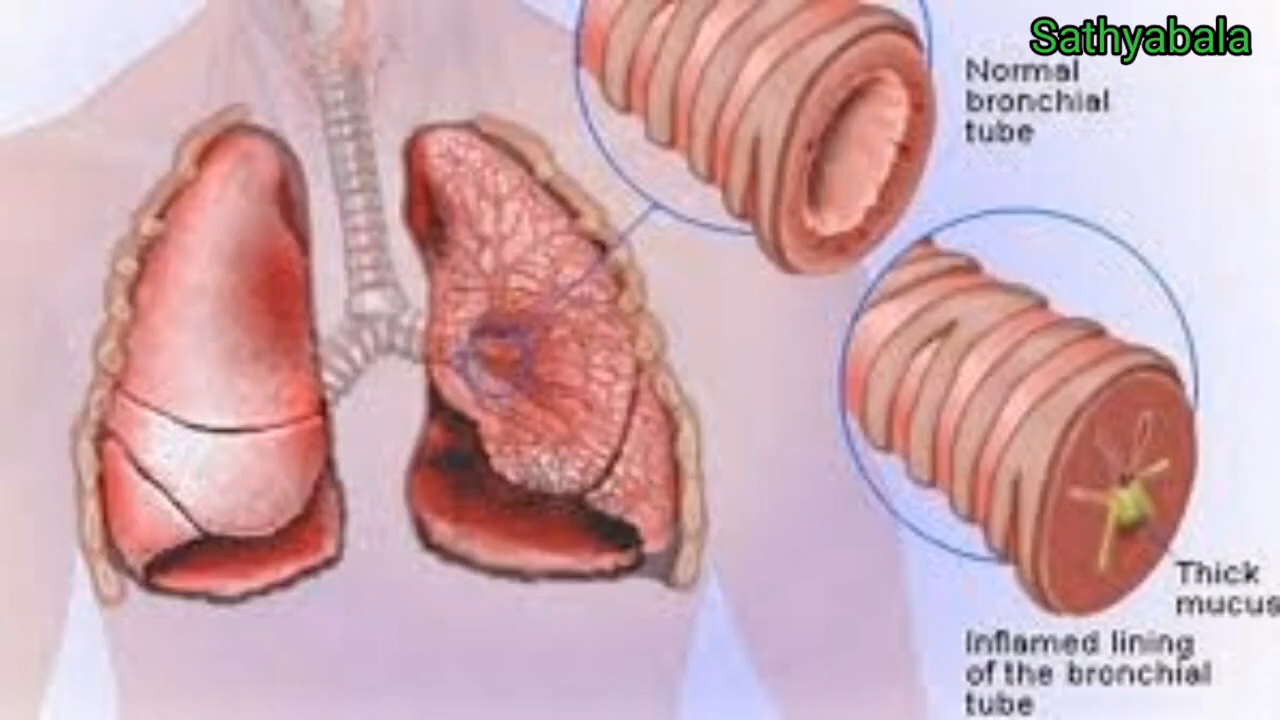 Sathyabala
Normal
bronchial
tube
Thick
mucus
Inflamed lining
of the bronchial
tube